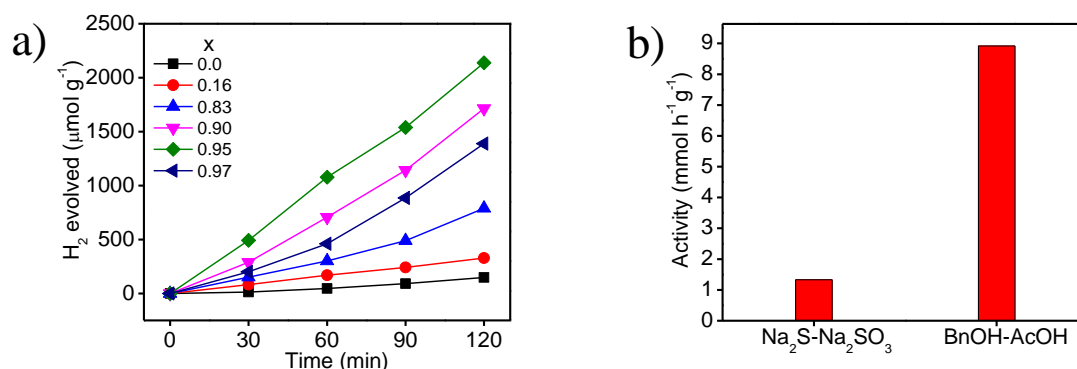 a)
H₂ evolved (μmol g⁻¹)
2500
2000
1500
1000
500
0
x
0.0
0.16
0.83
0.90
0.95
0.97
0 30 60 90 120
Time (min)
b)
Activity (mmol h⁻¹g⁻¹)
9
8
7
6
5
4
3
2
1
0
Na₂S-Na₂SO₃ BnOH-AcOH